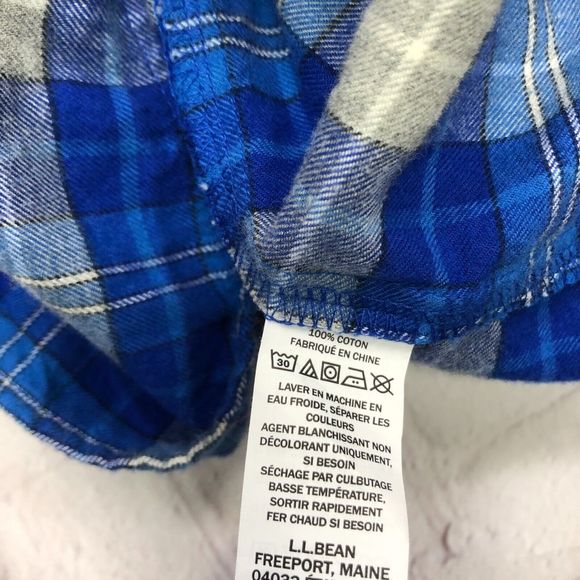 100% COTON
FABRIQUÉ EN CHINE
30
LAVER EN MACHINE EN
EAU FROIDE, SÉPARER LES
COULEURS
AGENT BLANCHISSANT NON
DÉCOLORANT UNIQUEMENT,
SI BESOIN
SÉCHAGE PAR CULBUTAGE
BASSE TEMPÉRATURE,
SORTIR RAPIDEMENT
FER CHAUD SI BESOIN
L.L.BEAN
FREEPORT, MAINE
04033